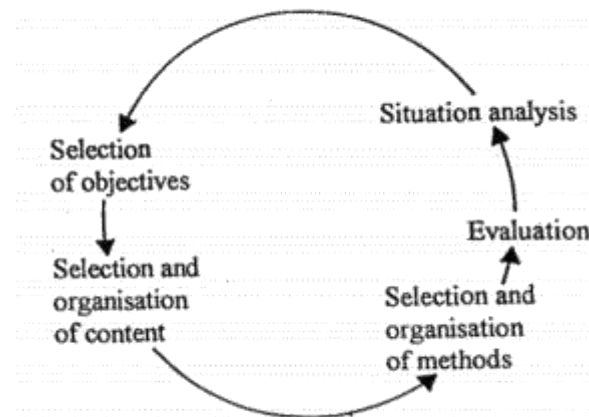 Situation analysis
Selection
of objectives
Evaluation
Selection and
organisation
of content
Selection and
organisation
of methods